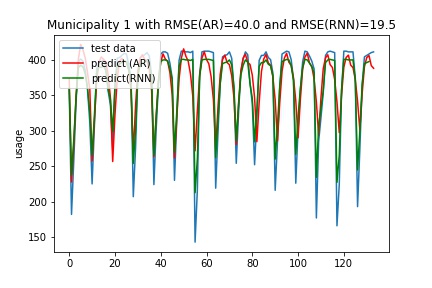 Municipality 1 with RMSE(AR)=40.0 and RMSE(RNN)=19.5
test data
predict (AR)
predict(RNN)
usage
400
350
300
250
200
150
0 20 40 60 80 100 120